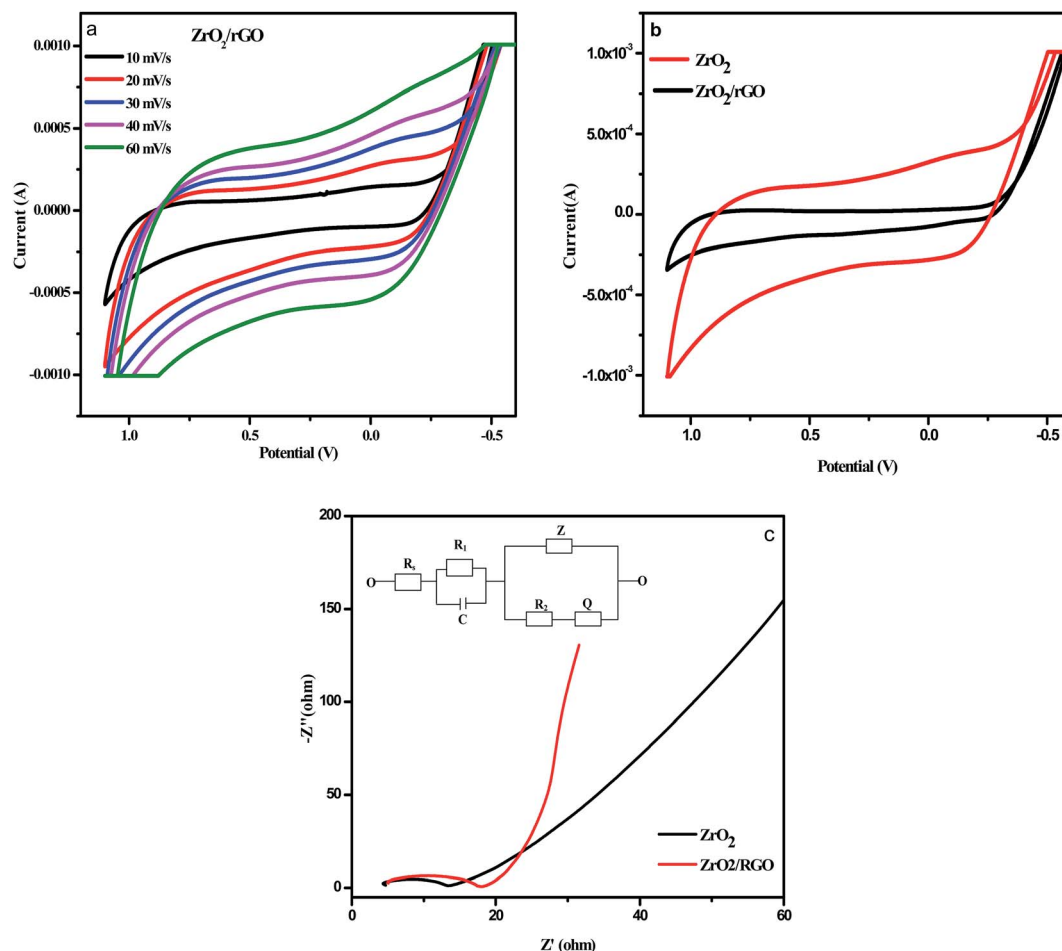 a
ZrO2/rGO
10 mV/s
20 mV/s
30 mV/s
40 mV/s
60 mV/s
0.0010
0.0005
0.0000
-0.0005
-0.0010
Current (A)
1.0
0.5
0.0
-0.5
Potential (V)
b
ZrO2
ZrO2/rGO
1.0x10-3
5.0x10-4
0.0
-5.0x10-4
-1.0x10-3
Current(A)
1.0
0.5
0.0
-0.5
Potential (V)
c
200
150
100
50
0
-Z''(ohm)
Z
Rs
R1
C
R2
Q
O
O
ZrO2
ZrO2/RGO
0
20
40
60
Z' (ohm)